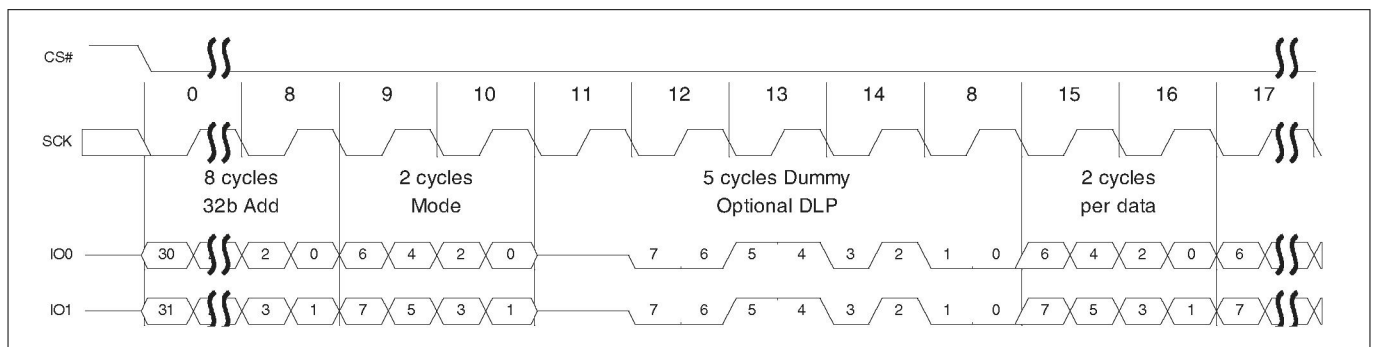 CS#
0 8 9 10 11 12 13 14 8 15 16 17
SCK
8 cycles 2 cycles 5 cycles Dummy 2 cycles
32b Add Mode Optional DLP per data
IO0 30 2 0 6 4 2 0 7 6 5 4 3 2 1 0 6 4 2 0 6
IO1 31 3 1 7 5 3 1 7 6 5 4 3 2 1 0 7 5 3 1 7